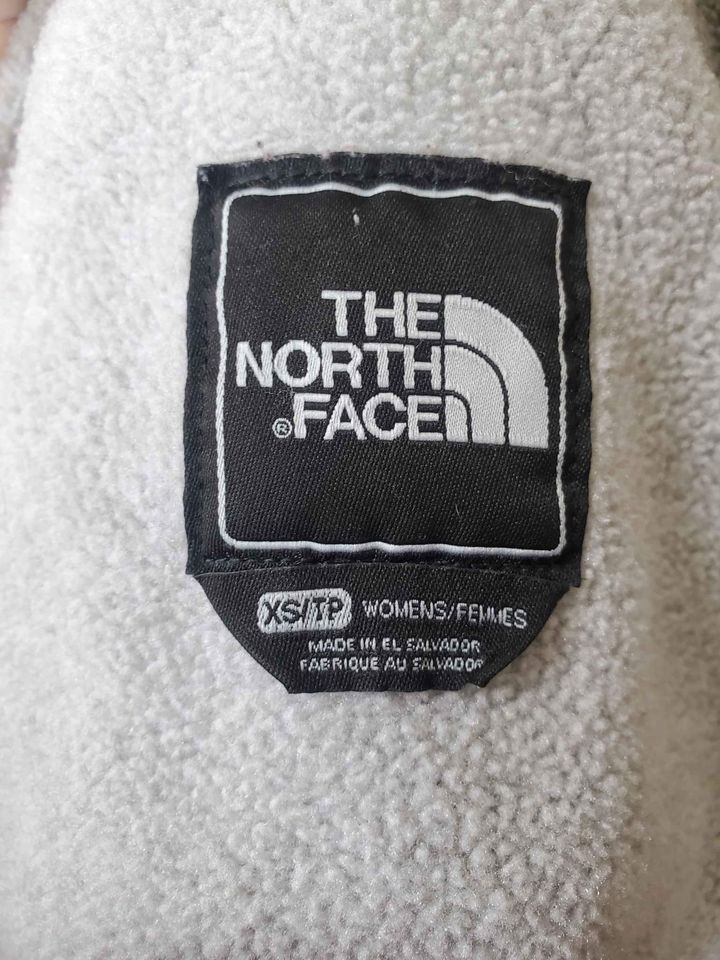 THE
NORTH
®FACE
XS/TP WOMENS/FEMMES
MADE IN EL SALVADOR
FABRIQUE AU SALVADOR